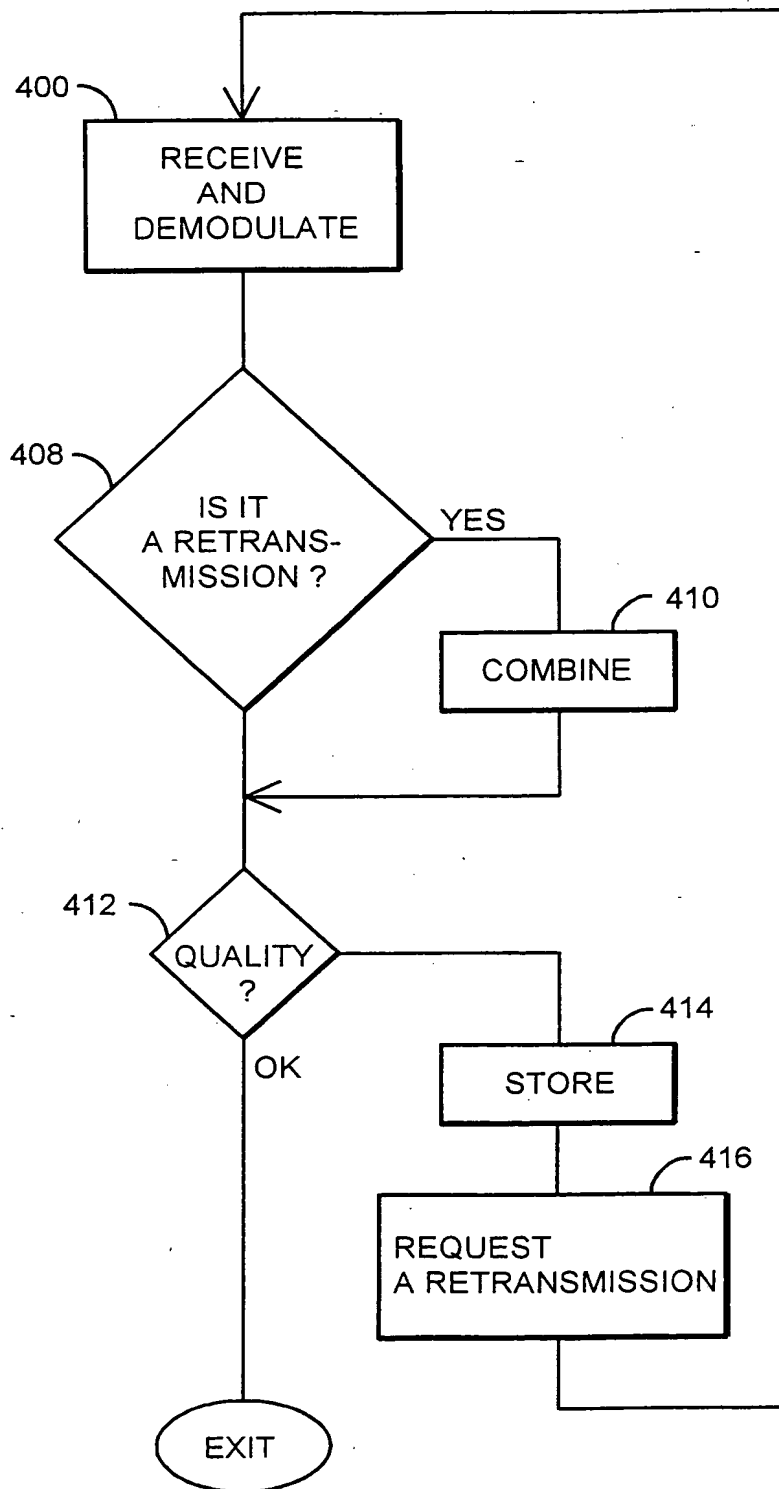 400
RECEIVE
AND
DEMODULATE
408
IS IT
A RETRANS-
MISSION ?
YES
410
COMBINE
412
QUALITY
?
OK
414
STORE
416
REQUEST
A RETRANSMISSION
EXIT